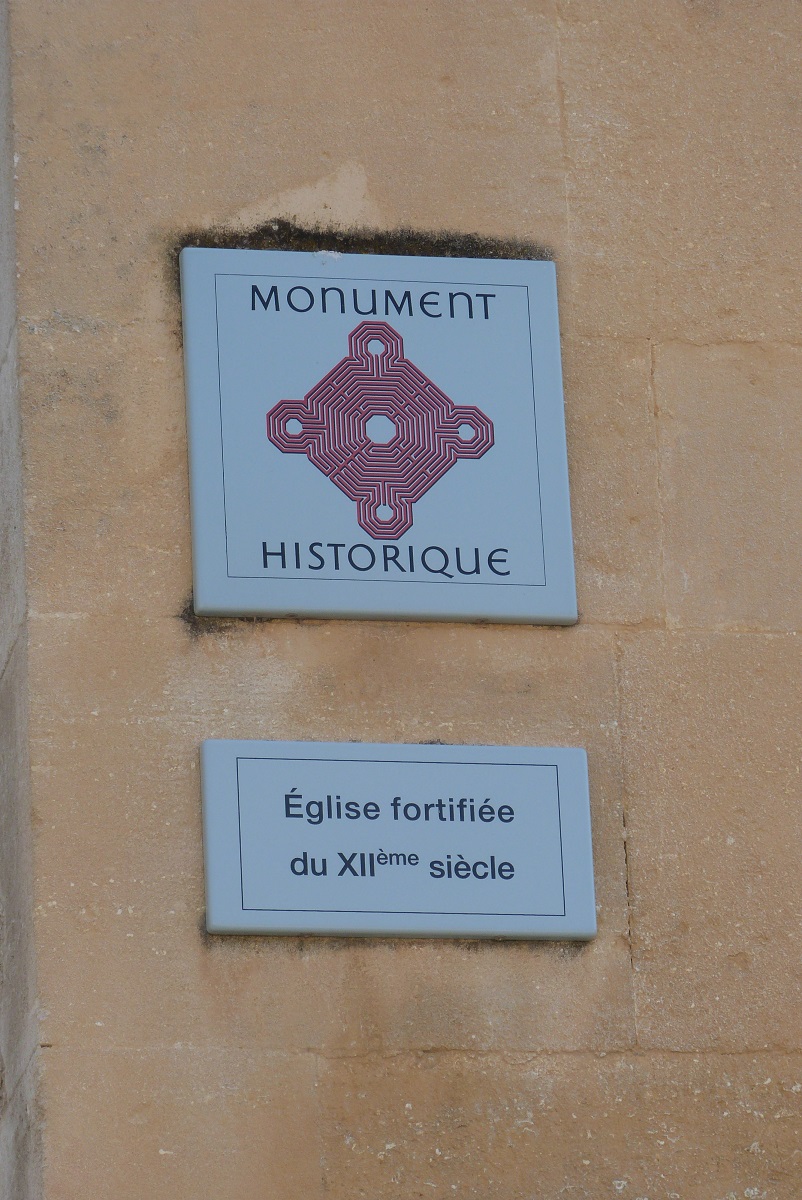 MONUMENT
HISTORIQUE
Église fortifiée
du XIIème siècle